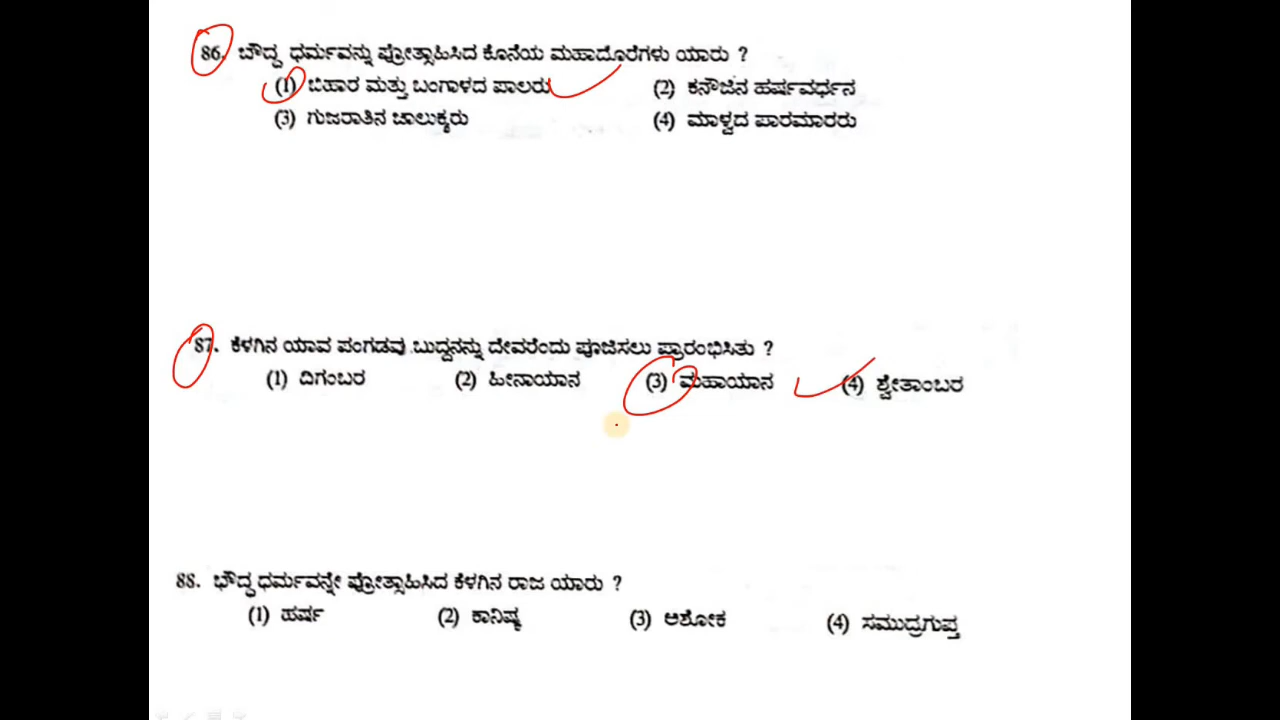 86. ಬೌದ್ಧ ಧರ್ಮವನ್ನು ಪ್ರೋತ್ಸಾಹಿಸಿದ ಕೊನೆಯ ಮಹಾದೊರೆಗಳು ಯಾರು ?
(1) ಬಿಹಾರ ಮತ್ತು ಬಂಗಾಳದ ಪಾಲರು (2) ಕನೌಜಿನ ಹರ್ಷವರ್ಧನ
(3) ಗುಜರಾತಿನ ಚಾಲುಕ್ಯರು (4) ಮಾಳ್ವದ ಪಾರಮಾರರು
87. ಕೆಳಗಿನ ಯಾವ ಪಂಗಡವು ಬುದ್ಧನನ್ನು ದೇವರೆಂದು ಪೂಜಿಸಲು ಪ್ರಾರಂಭಿಸಿತು ?
(1) ದಿಗಂಬರ (2) ಹೀನಾಯಾನ (3) ಮಹಾಯಾನ (4) ಶ್ವೇತಾಂಬರ
88. ಭೌದ್ಧ ಧರ್ಮವನ್ನೇ ಪ್ರೋತ್ಸಾಹಿಸಿದ ಕೆಳಗಿನ ರಾಜ ಯಾರು ?
(1) ಹರ್ಷ (2) ಕಾನಿಷ್ಕ (3) ಆಶೋಕ (4) ಸಮುದ್ರಗುಪ್ತ